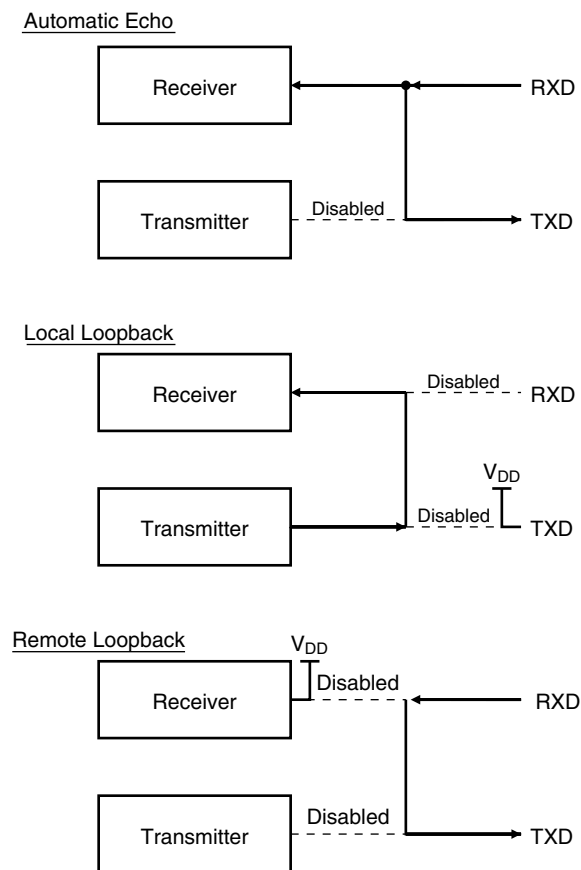 Automatic Echo
Receiver
RXD
Transmitter
Disabled
TXD
Local Loopback
Receiver
Disabled
RXD
VDD
Transmitter
Disabled
TXD
Remote Loopback
VDD
Receiver
Disabled
RXD
Transmitter
Disabled
TXD